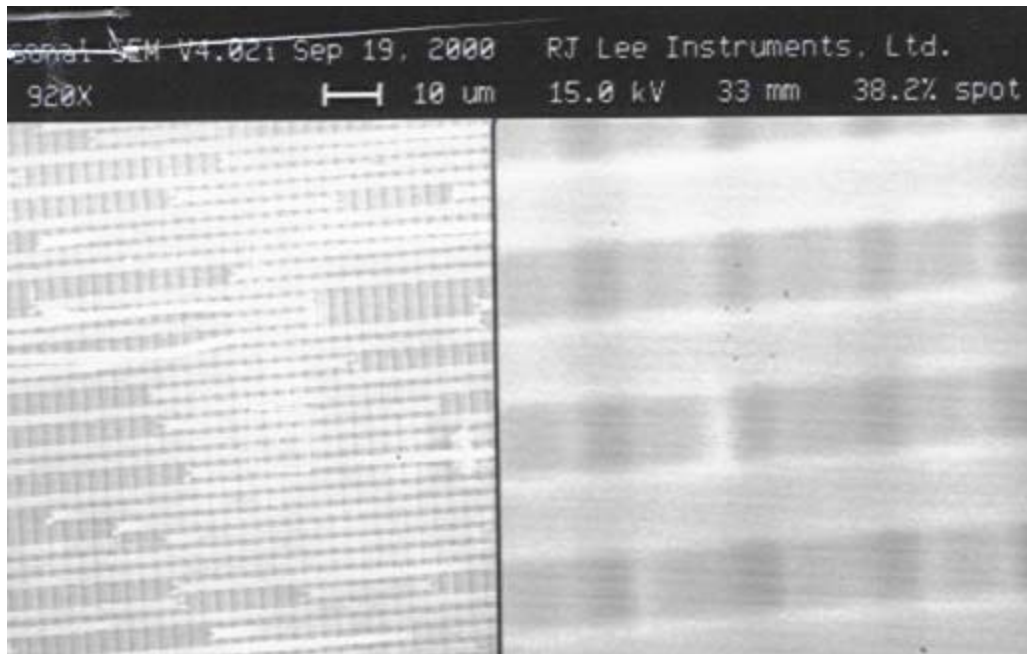 sonal SEM V4.02i Sep 19, 2000 RJ Lee Instruments, Ltd.
920X 10 um 15.0 kV 33 mm 38.2% spot